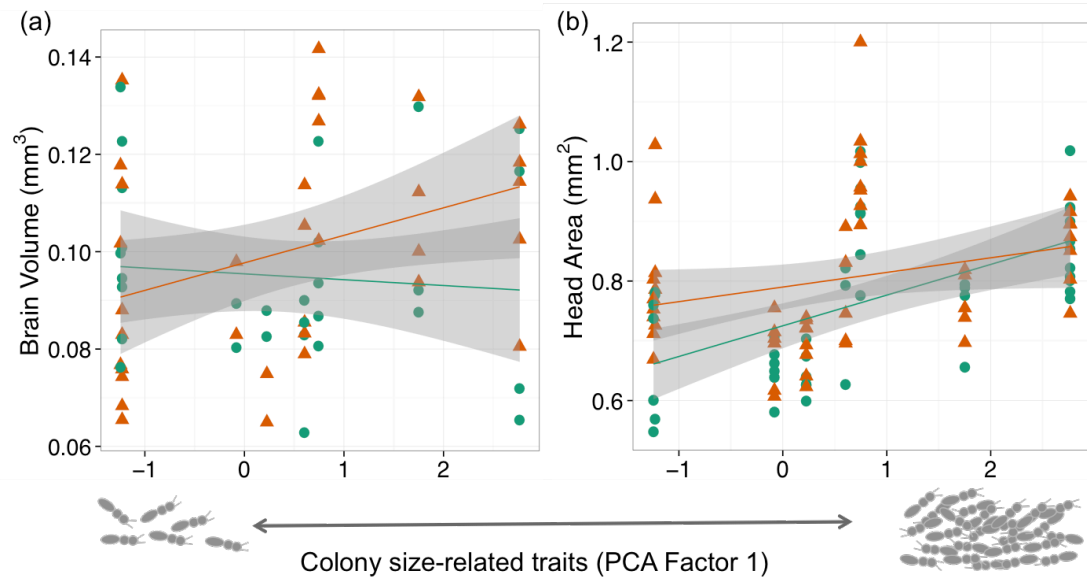 (a)
(b)
0.14
0.12
0.10
0.08
0.06
Brain Volume (mm³)
-1 0 1 2
1.2
1.0
0.8
0.6
Head Area (mm²)
-1 0 1 2
Colony size-related traits (PCA Factor 1)